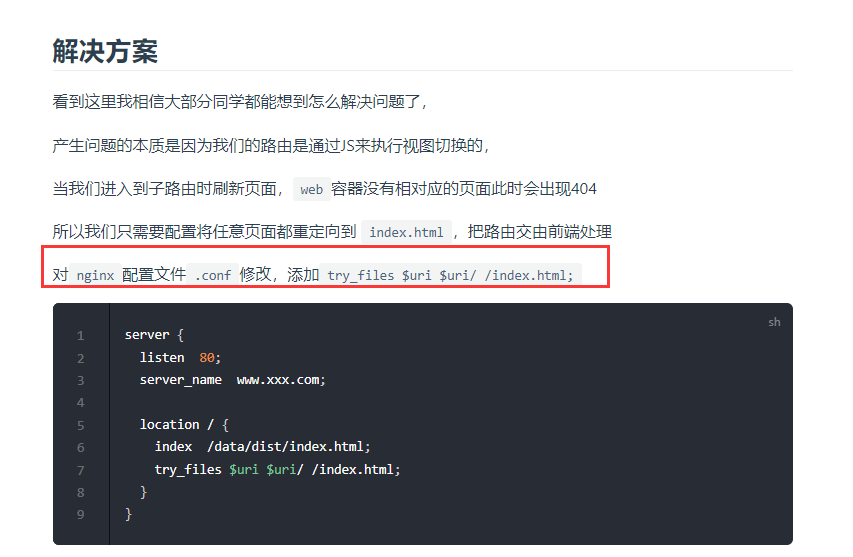 解决方案
看到这里我相信大部分同学都能想到怎么解决问题了，
产生问题的本质是因为我们的路由是通过JS来执行视图切换的，
当我们进入到子路由时刷新页面， web 容器没有相对应的页面此时会出现404
所以我们只需要配置将任意页面都重定向到 index.html ，把路由交由前端处理
对 nginx 配置文件 .conf 修改，添加 try_files $uri $uri/ /index.html;
sh
1 server {
2   listen  80;
3   server_name  www.xxx.com;
4
5   location / {
6     index  /data/dist/index.html;
7     try_files $uri $uri/ /index.html;
8   }
9 }